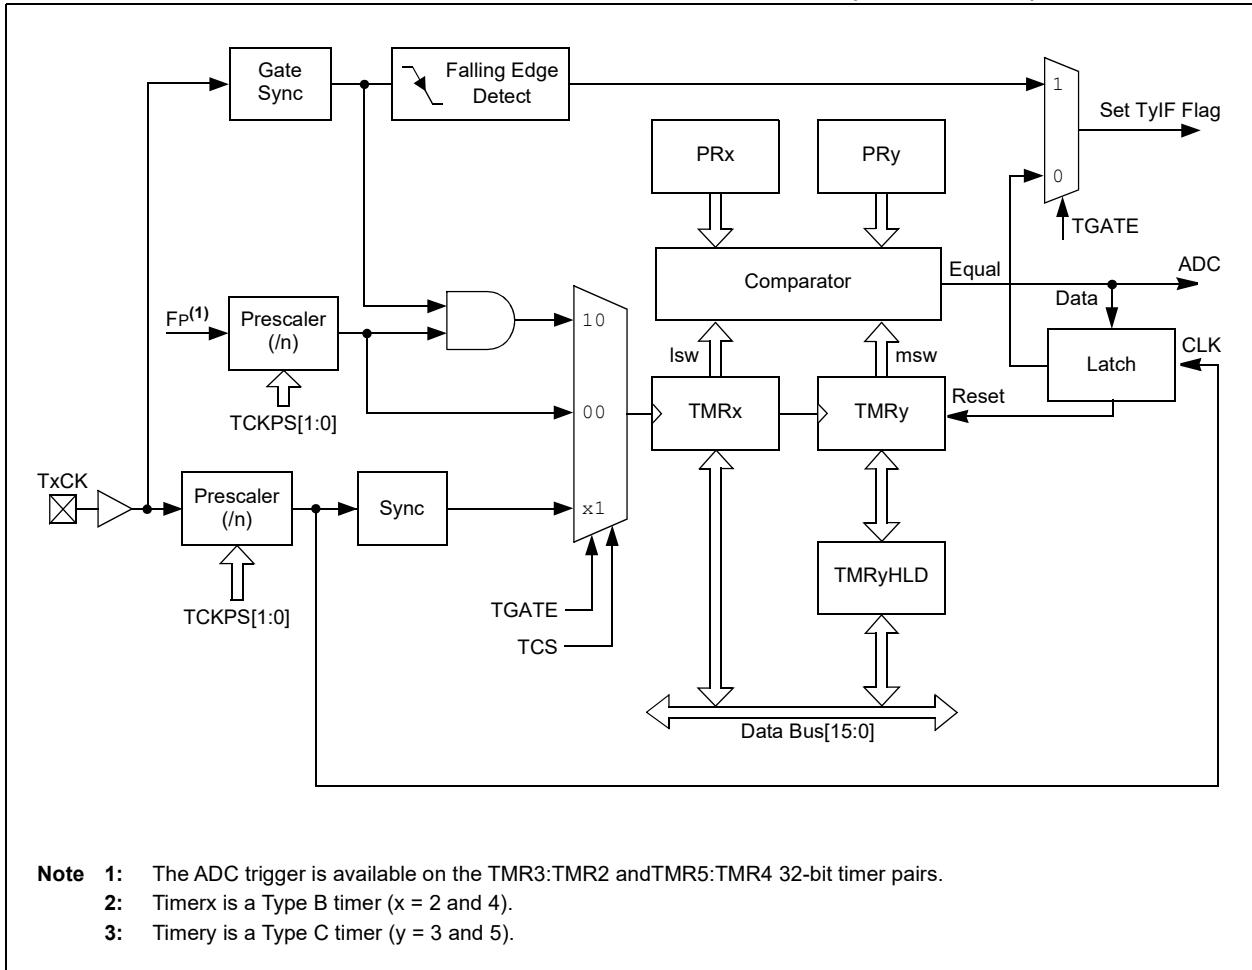 Gate
Sync
Falling Edge
Detect
1
Set TyIF Flag
PRx
PRy
0
TGATE
Comparator
Equal
ADC
Data
FP(1)
Prescaler
(/n)
10
lsw
msw
Latch
CLK
TCKPS[1:0]
00
TMRx
TMRy
Reset
TxCK
Prescaler
(/n)
Sync
x1
TMRyHLD
TCKPS[1:0]
TGATE
TCS
Data Bus[15:0]
Note 1: The ADC trigger is available on the TMR3:TMR2 andTMR5:TMR4 32-bit timer pairs.
2: Timerx is a Type B timer (x = 2 and 4).
3: Timery is a Type C timer (y = 3 and 5).